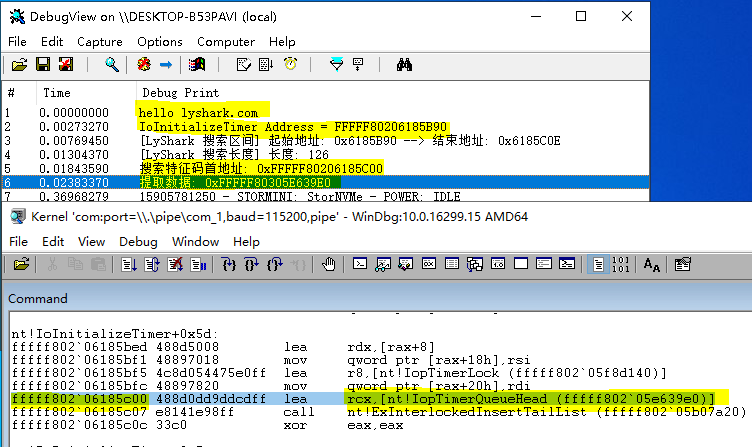 DebugView on \\DESKTOP-B53PAVI (local)
File Edit Capture Options Computer Help
# Time Debug Print
1 0.00000000 hello lyshark.com
2 0.00273270 IoInitializeTimer Address = FFFFF80206185B90
3 0.00769450 [LyShark 搜索区间] 起始地址: 0x6185B90 --> 结束地址: 0x6185C0E
4 0.01304370 [LyShark 搜索长度] 长度: 126
5 0.01843590 搜索特征码首地址: 0xFFFFF80206185C00
6 0.02383370 提取数据: 0xFFFFF80305E639E0
7 0.36968279 15905781250 - STORMINI: StorNVMe - POWER: IDLE
Kernel 'com:port=\\.\pipe\com_1,baud=115200,pipe' - WinDbg:10.0.16299.15 AMD64
File Edit View Debug Window Help
101
101
AA
Command
nt!IoInitializeTimer+0x5d:
fffff802`06185bed 488d5008 lea rdx,[rax+8]
fffff802`06185bf1 48897018 mov qword ptr [rax+18h],rsi
fffff802`06185bf5 4c8d054475e0ff lea r8,[nt!IopTimerLock (fffff802`05f8d140)]
fffff802`06185bfc 48897820 mov qword ptr [rax+20h],rdi
fffff802`06185c00 488d0dd9ddcdff lea rcx,[nt!IopTimerQueueHead (fffff802`05e639e0)]
fffff802`06185c07 e8141e98ff call nt!ExInterlockedInsertTailList (fffff802`05b07a20)
fffff802`06185c0c 33c0 xor eax,eax